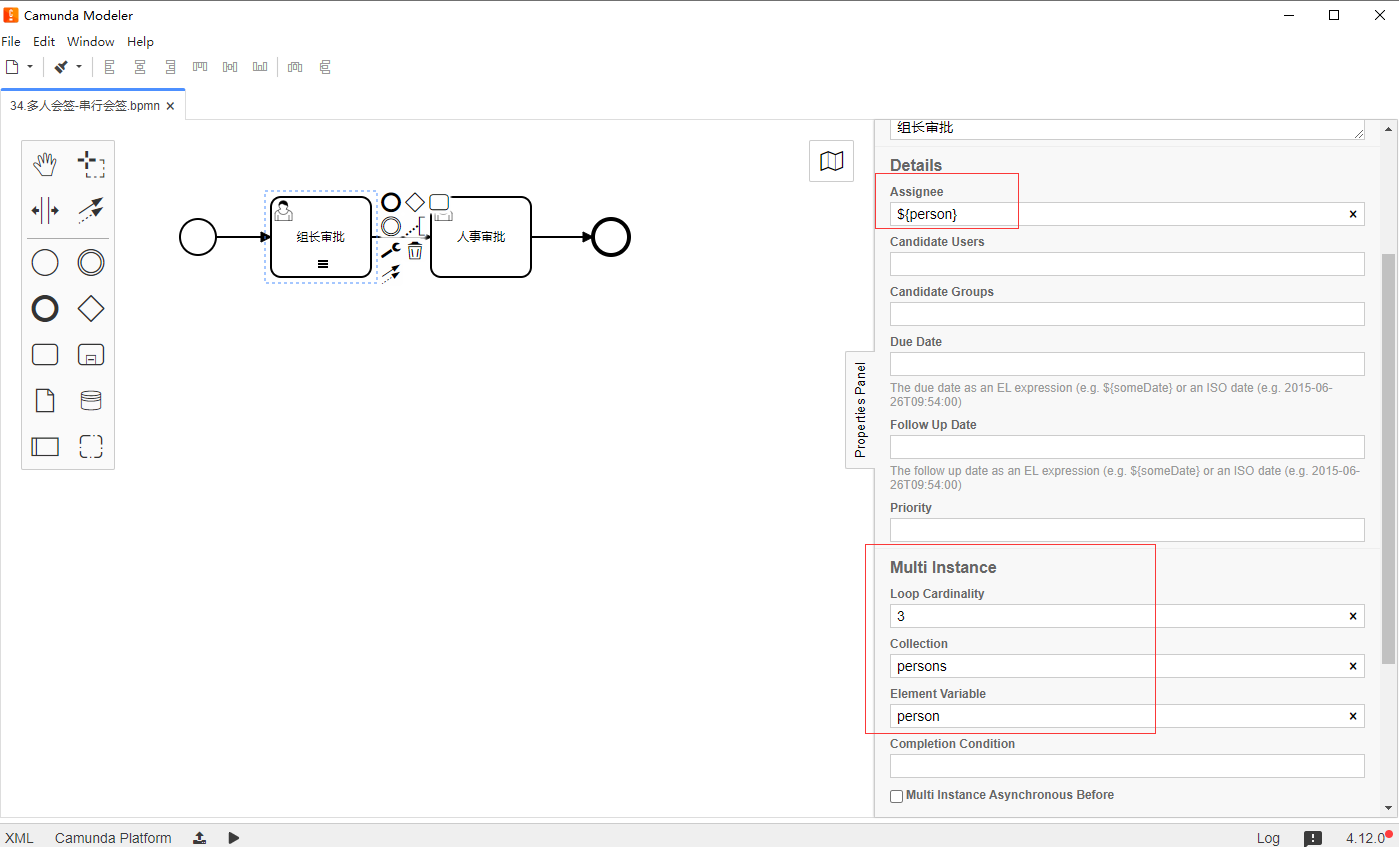 Camunda Modeler
File Edit Window Help
34.多人会签-串行会签.bpmn
组长审批
人事审批
Properties Panel
组长审批
Details
Assignee
${person}
Candidate Users
Candidate Groups
Due Date
The due date as an EL expression (e.g. ${someDate} or an ISO date (e.g. 2015-06-
26T09:54:00)
Follow Up Date
The follow up date as an EL expression (e.g. ${someDate} or an ISO date (e.g. 2015-06-
26T09:54:00)
Priority
Multi Instance
Loop Cardinality
3
Collection
persons
Element Variable
person
Completion Condition
Multi Instance Asynchronous Before
XML Camunda Platform Log 4.12.0